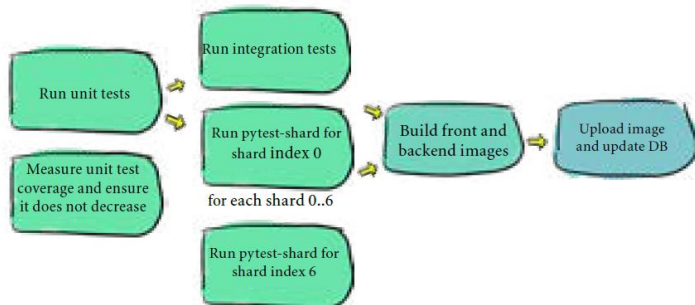 Run unit tests
Measure unit test
coverage and ensure
it does not decrease
Run integration tests
Run pytest-shard for
shard index 0
for each shard 0..6
Run pytest-shard for
shard index 6
Build front and
backend images
Upload image
and update DB